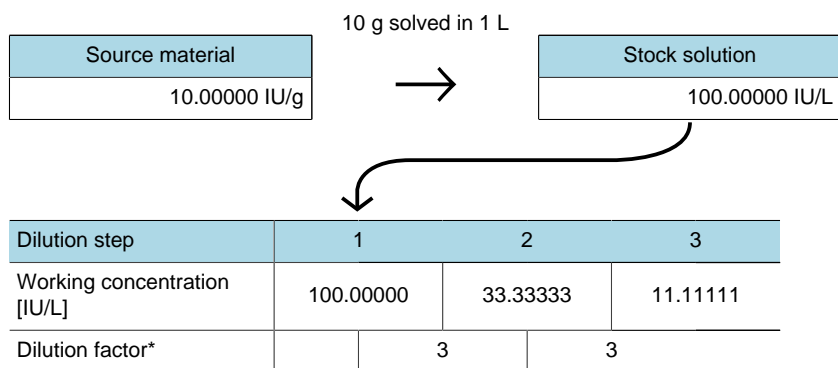 10 g solved in 1 L
Source material
Stock solution
10.00000 IU/g
100.00000 IU/L
Dilution step 1 2 3
Working concentration
[IU/L]
100.00000 33.33333 11.11111
Dilution factor* 3 3